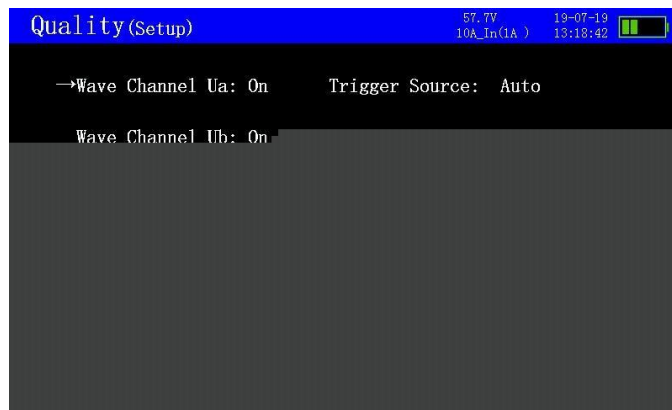 Quality(Setup) 57.7V 19-07-19
10A_In(1A ) 13:18:42
→Wave Channel Ua: On Trigger Source: Auto
Wave Channel Ub: On